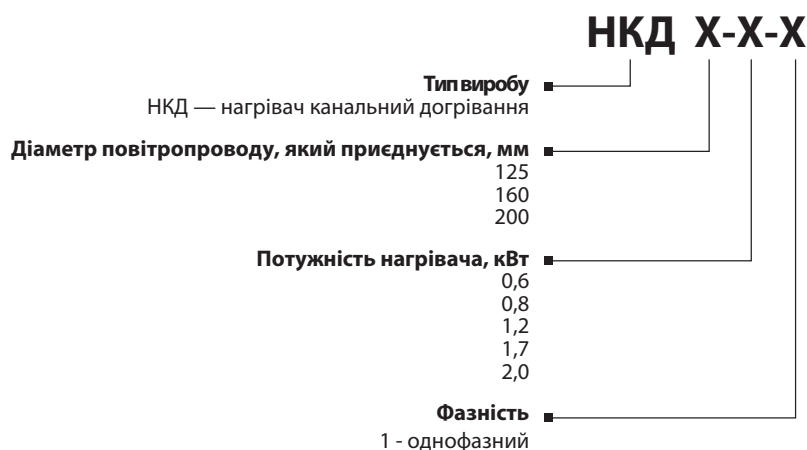 НКД X-X-X
Тип виробу
НКД — нагрівач канальний догрівання
Діаметр повітропроводу, який приєднується, мм
125
160
200
Потужність нагрівача, кВт
0,6
0,8
1,2
1,7
2,0
Фазність
1 - однофазний